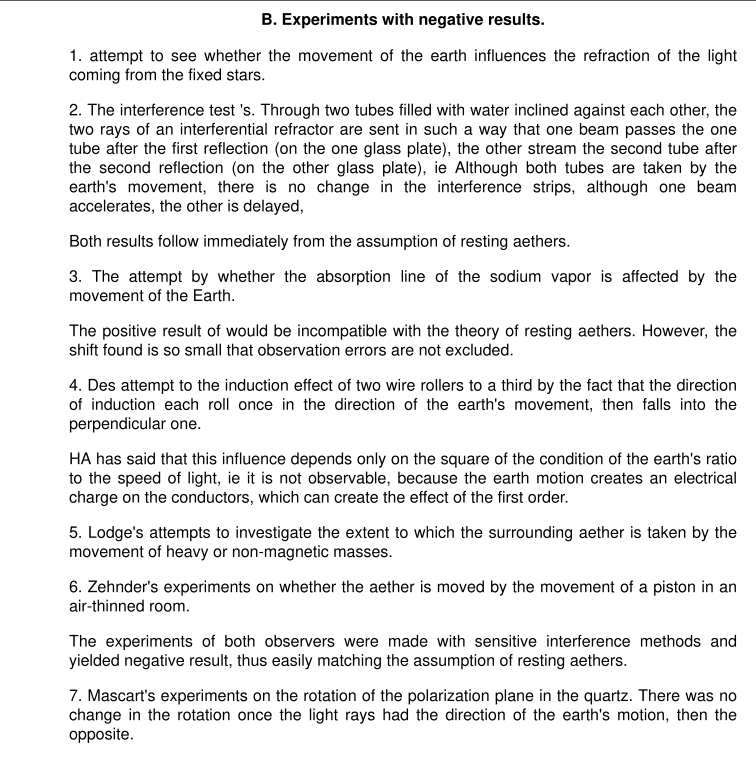 B. Experiments with negative results.
1. attempt to see whether the movement of the earth influences the refraction of the light
coming from the fixed stars.
2. The interference test 's. Through two tubes filled with water inclined against each other, the
two rays of an interferential refractor are sent in such a way that one beam passes the one
tube after the first reflection (on the one glass plate), the other stream the second tube after
the second reflection (on the other glass plate), ie Although both tubes are taken by the
earth's movement, there is no change in the interference strips, although one beam
accelerates, the other is delayed,
Both results follow immediately from the assumption of resting aethers.
3. The attempt by whether the absorption line of the sodium vapor is affected by the
movement of the Earth.
The positive result of would be incompatible with the theory of resting aethers. However, the
shift found is so small that observation errors are not excluded.
4. Des attempt to the induction effect of two wire rollers to a third by the fact that the direction
of induction each roll once in the direction of the earth's movement, then falls into the
perpendicular one.
HA has said that this influence depends only on the square of the condition of the earth's ratio
to the speed of light, ie it is not observable, because the earth motion creates an electrical
charge on the conductors, which can create the effect of the first order.
5. Lodge's attempts to investigate the extent to which the surrounding aether is taken by the
movement of heavy or non-magnetic masses.
6. Zehnder's experiments on whether the aether is moved by the movement of a piston in an
air-thinned room.
The experiments of both observers were made with sensitive interference methods and
yielded negative result, thus easily matching the assumption of resting aethers.
7. Mascart's experiments on the rotation of the polarization plane in the quartz. There was no
change in the rotation once the light rays had the direction of the earth's motion, then the
opposite.